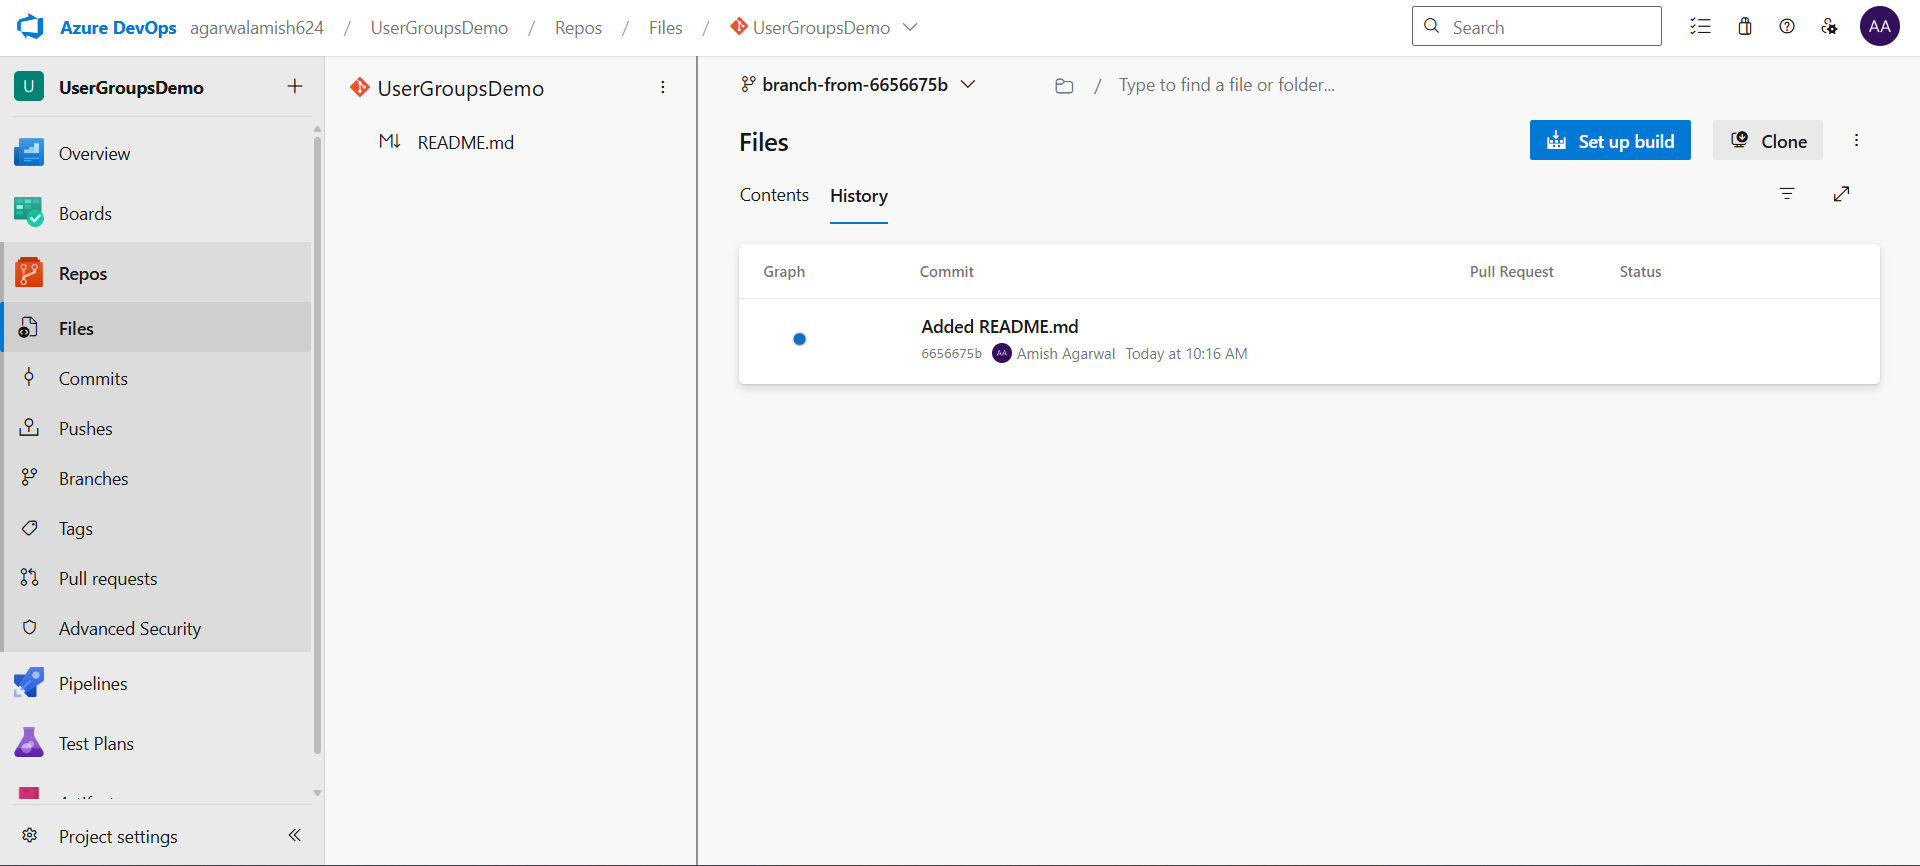 Azure DevOps agarwalamish624 / UserGroupsDemo / Repos / Files / UserGroupsDemo
Search
AA
U UserGroupsDemo
Overview
Boards
Repos
Files
Commits
Pushes
Branches
Tags
Pull requests
Advanced Security
Pipelines
Test Plans
Project settings
UserGroupsDemo
README.md
branch-from-6656675b
/ Type to find a file or folder...
Files
Set up build
Clone
Contents History
Graph Commit Pull Request Status
Added README.md
6656675b AA Amish Agarwal Today at 10:16 AM